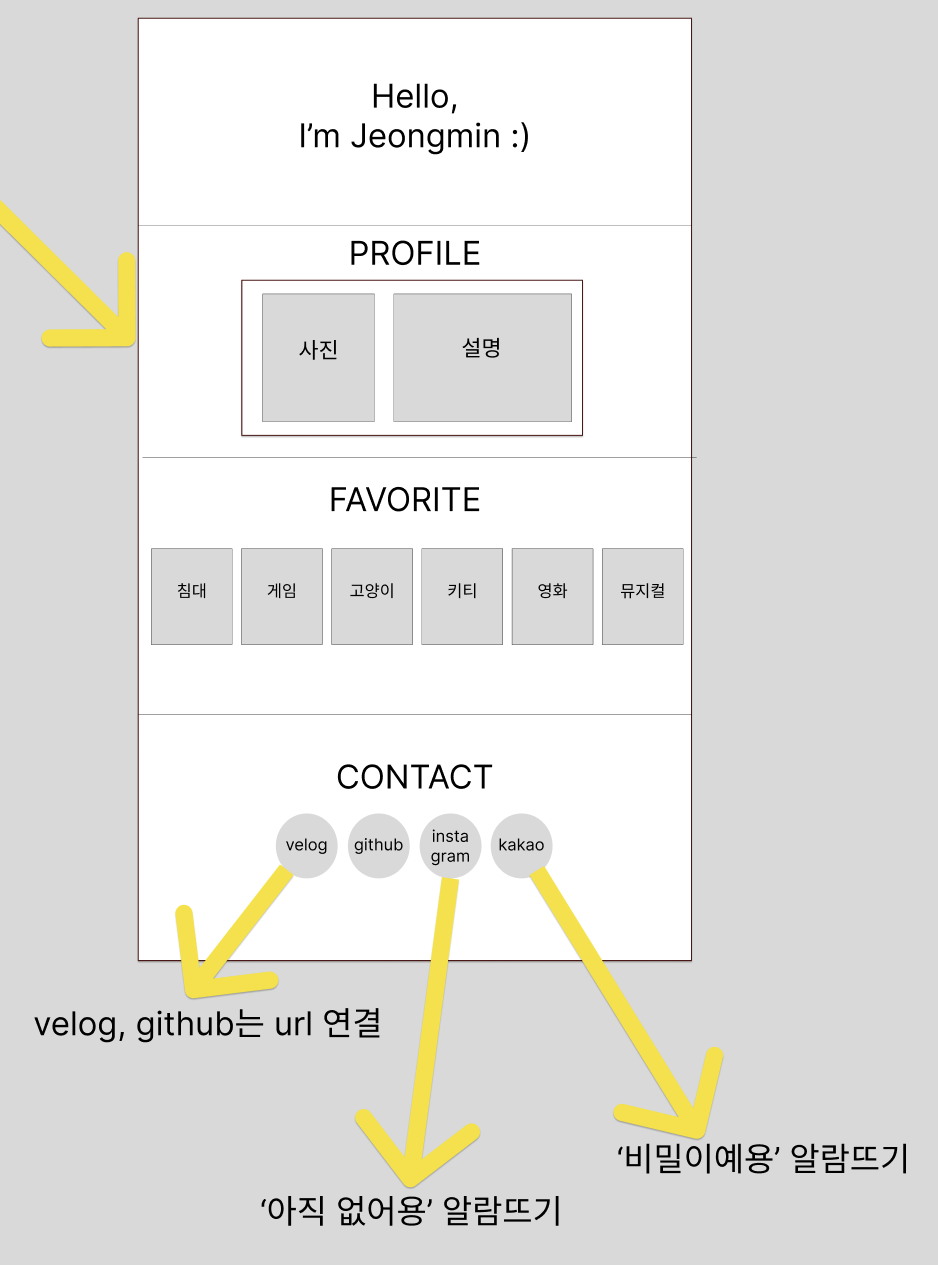 Hello,
I’m Jeongmin :)
PROFILE
사진
설명
FAVORITE
침대
게임
고양이
키티
영화
뮤지컬
CONTACT
velog
github
insta
gram
kakao
velog, github는 url 연결
‘비밀이예용’ 알람뜨기
‘아직 없어용’ 알람뜨기